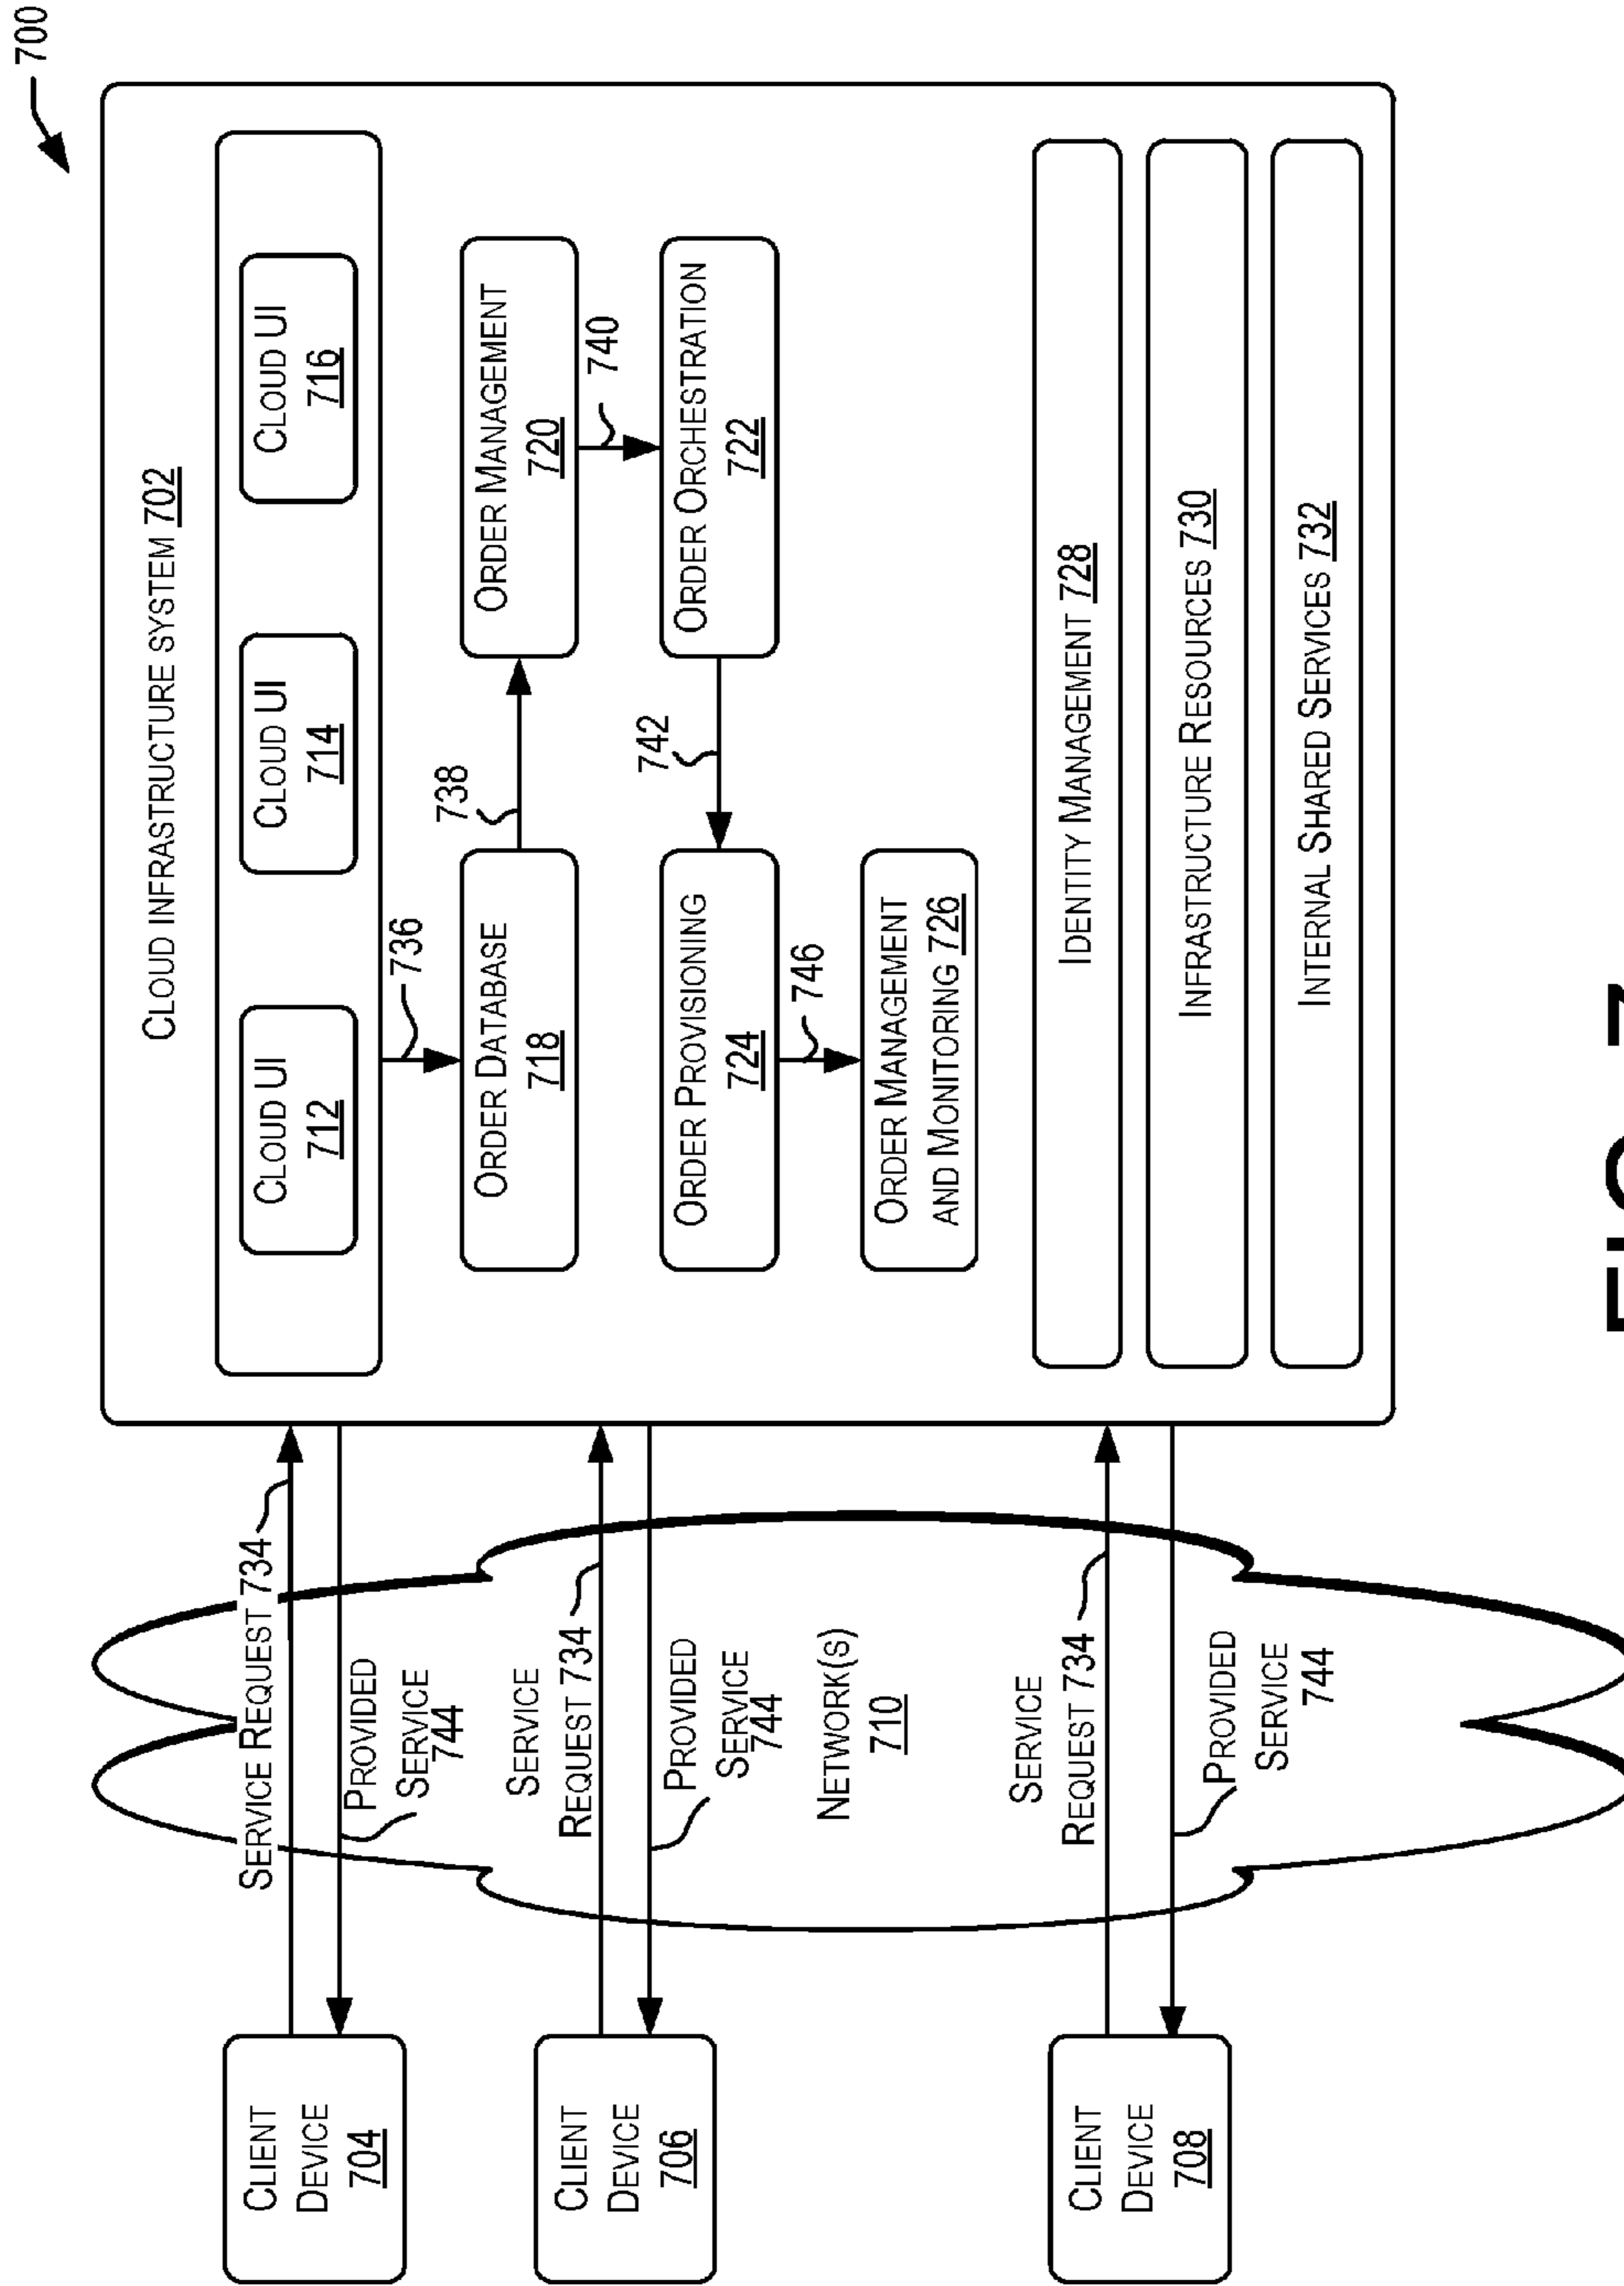 700
CLOUD INFRASTRUCTURE SYSTEM 702
CLOUD UI
712
CLOUD UI
714
CLOUD UI
716
736
ORDER DATABASE
718
738
ORDER MANAGEMENT
720
740
ORDER PROVISIONING
724
742
ORDER ORCHESTRATION
722
746
ORDER MANAGEMENT
AND MONITORING 726
IDENTITY MANAGEMENT 728
INFRASTRUCTURE RESOURCES 730
INTERNAL SHARED SERVICES 732
CLIENT
DEVICE
704
SERVICE REQUEST 734
PROVIDED
SERVICE
744
CLIENT
DEVICE
706
SERVICE
REQUEST 734
PROVIDED
SERVICE
744
NETWORK(S)
710
CLIENT
DEVICE
708
SERVICE
REQUEST 734
PROVIDED
SERVICE
744